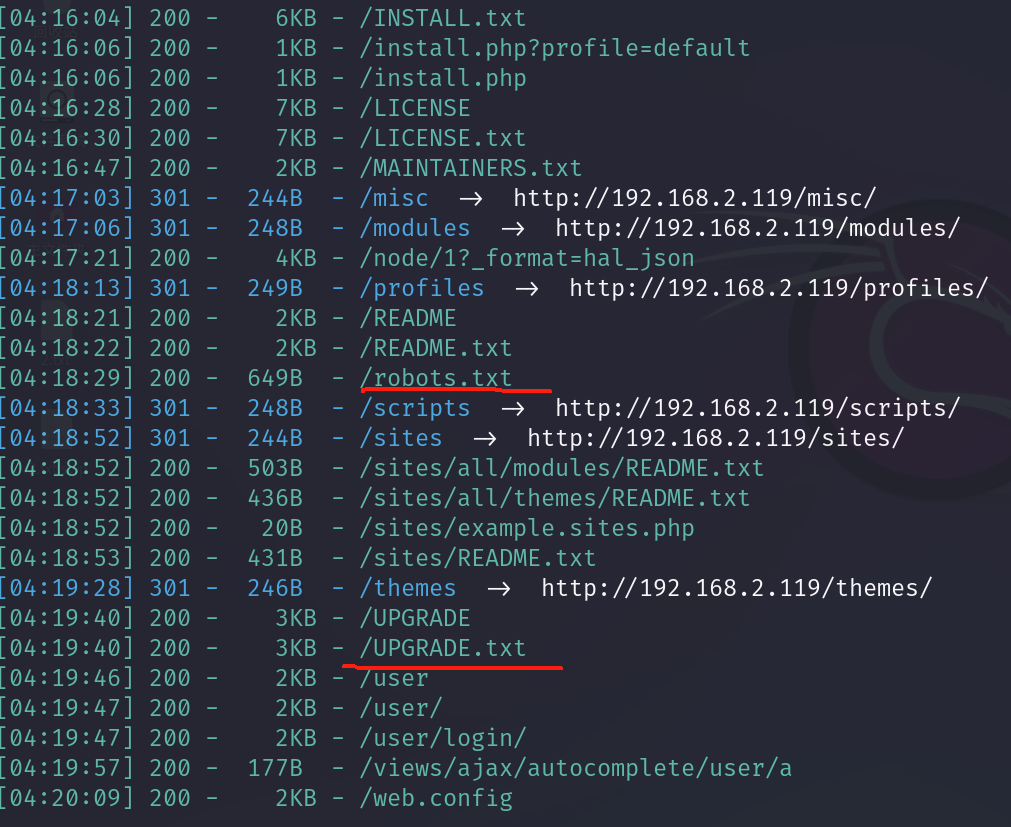 [04:16:04] 200 -    6KB - /INSTALL.txt
[04:16:06] 200 -    1KB - /install.php?profile=default
[04:16:06] 200 -    1KB - /install.php
[04:16:28] 200 -    7KB - /LICENSE
[04:16:30] 200 -    7KB - /LICENSE.txt
[04:16:47] 200 -    2KB - /MAINTAINERS.txt
[04:17:03] 301 -  244B  - /misc  ->  http://192.168.2.119/misc/
[04:17:06] 301 -  248B  - /modules  ->  http://192.168.2.119/modules/
[04:17:21] 200 -    4KB - /node/1?_format=hal_json
[04:18:13] 301 -  249B  - /profiles  ->  http://192.168.2.119/profiles/
[04:18:21] 200 -    2KB - /README
[04:18:22] 200 -    2KB - /README.txt
[04:18:29] 200 -  649B  - /robots.txt
[04:18:33] 301 -  248B  - /scripts  ->  http://192.168.2.119/scripts/
[04:18:52] 301 -  244B  - /sites  ->  http://192.168.2.119/sites/
[04:18:52] 200 -  503B  - /sites/all/modules/README.txt
[04:18:52] 200 -  436B  - /sites/all/themes/README.txt
[04:18:52] 200 -   20B  - /sites/example.sites.php
[04:18:53] 200 -  431B  - /sites/README.txt
[04:19:28] 301 -  246B  - /themes  ->  http://192.168.2.119/themes/
[04:19:40] 200 -    3KB - /UPGRADE
[04:19:40] 200 -    3KB - /UPGRADE.txt
[04:19:46] 200 -    2KB - /user
[04:19:47] 200 -    2KB - /user/
[04:19:47] 200 -    2KB - /user/login/
[04:19:57] 200 -  177B  - /views/ajax/autocomplete/user/a
[04:20:09] 200 -    2KB - /web.config